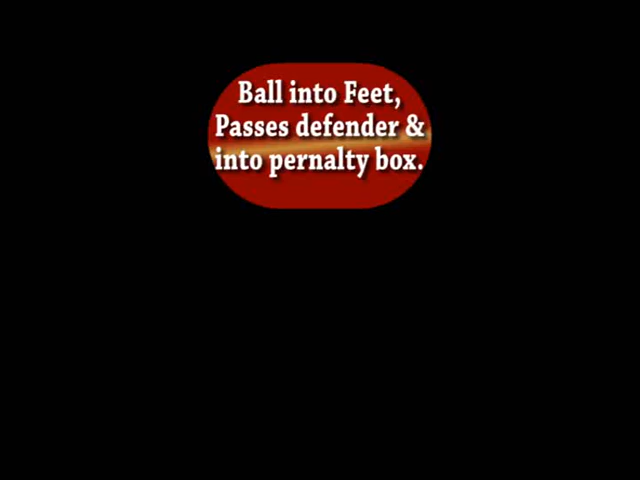 Ball into Feet,
Passes defender &
into pernalty box.